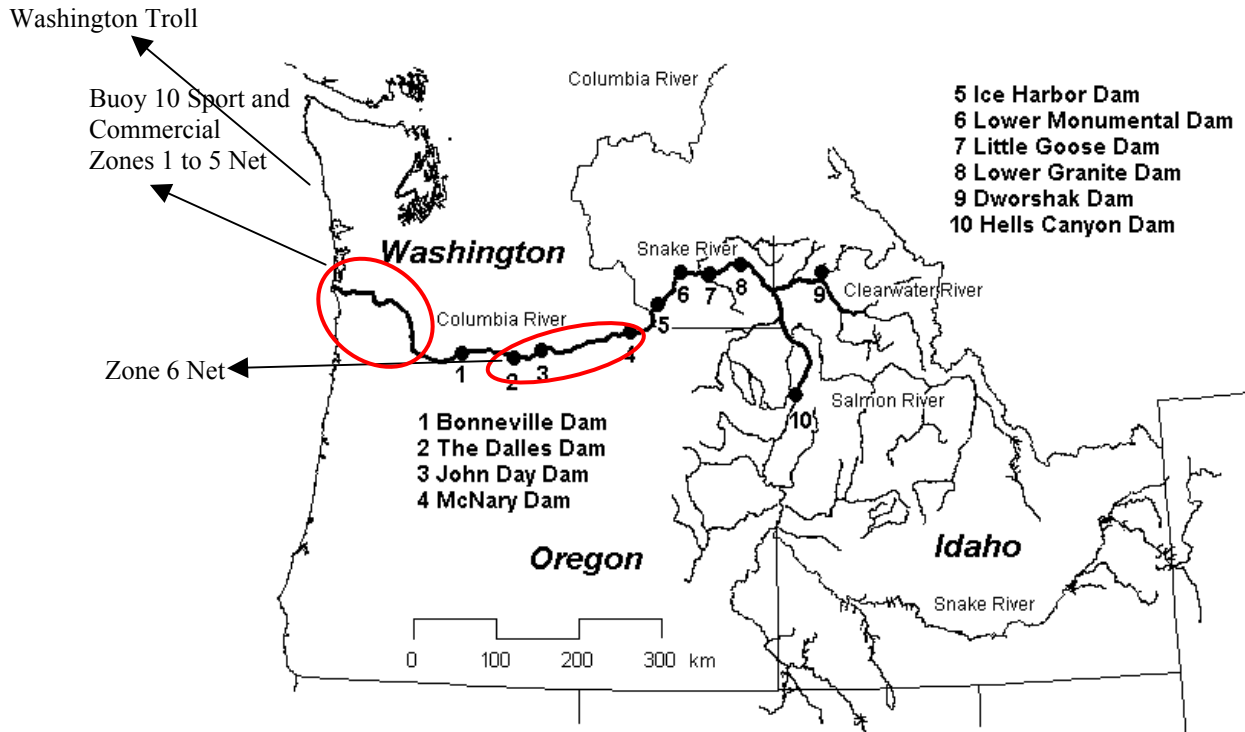 Washington Troll
Buoy 10 Sport and
Commercial
Zones 1 to 5 Net
Columbia River
5 Ice Harbor Dam
6 Lower Monumental Dam
7 Little Goose Dam
8 Lower Granite Dam
9 Dworshak Dam
10 Hells Canyon Dam
Washington
Snake River
6
7
8
9
Clearwater River
5
Columbia River
4
Zone 6 Net
1
2
3
Salmon River
10
1 Bonneville Dam
2 The Dalles Dam
3 John Day Dam
4 McNary Dam
Oregon
Idaho
Snake River
0 100 200 300 km